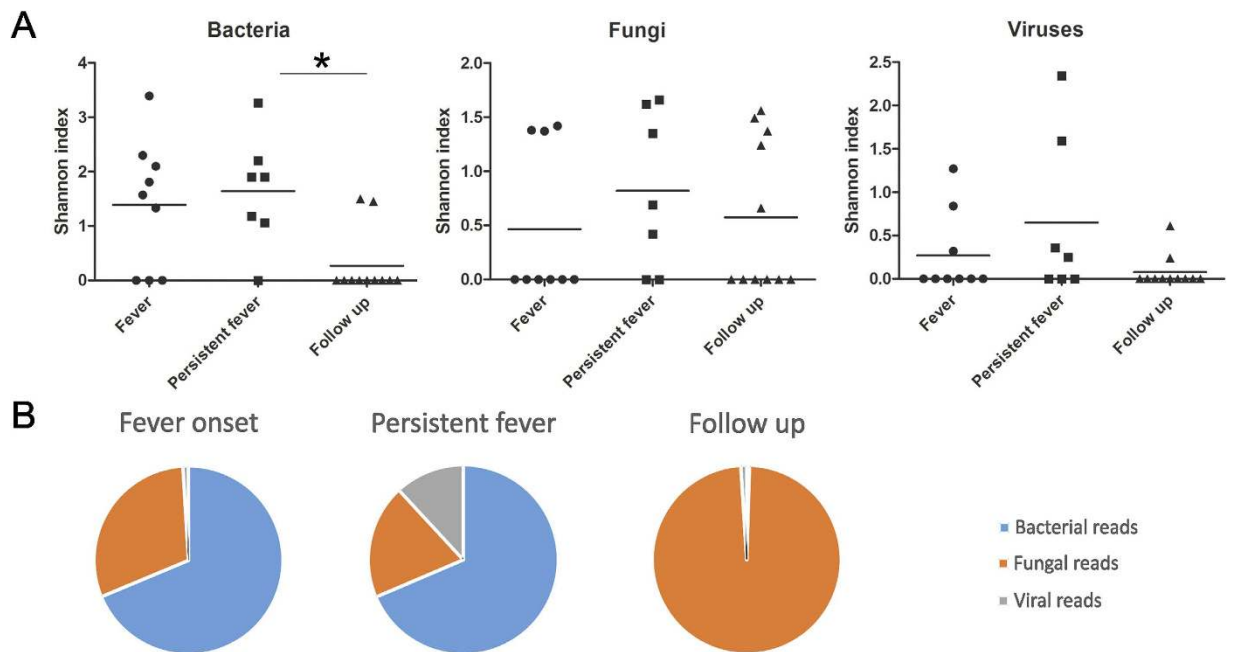 A
Bacteria
Shannon index
4
3
2
1
0
*
Fever
Persistent fever
Follow up
Fungi
Shannon index
2.0
1.5
1.0
0.5
0.0
Fever
Persistent fever
Follow up
Viruses
Shannon index
2.5
2.0
1.5
1.0
0.5
0.0
Fever
Persistent fever
Follow up
B
Fever onset
Persistent fever
Follow up
Bacterial reads
Fungal reads
Viral reads